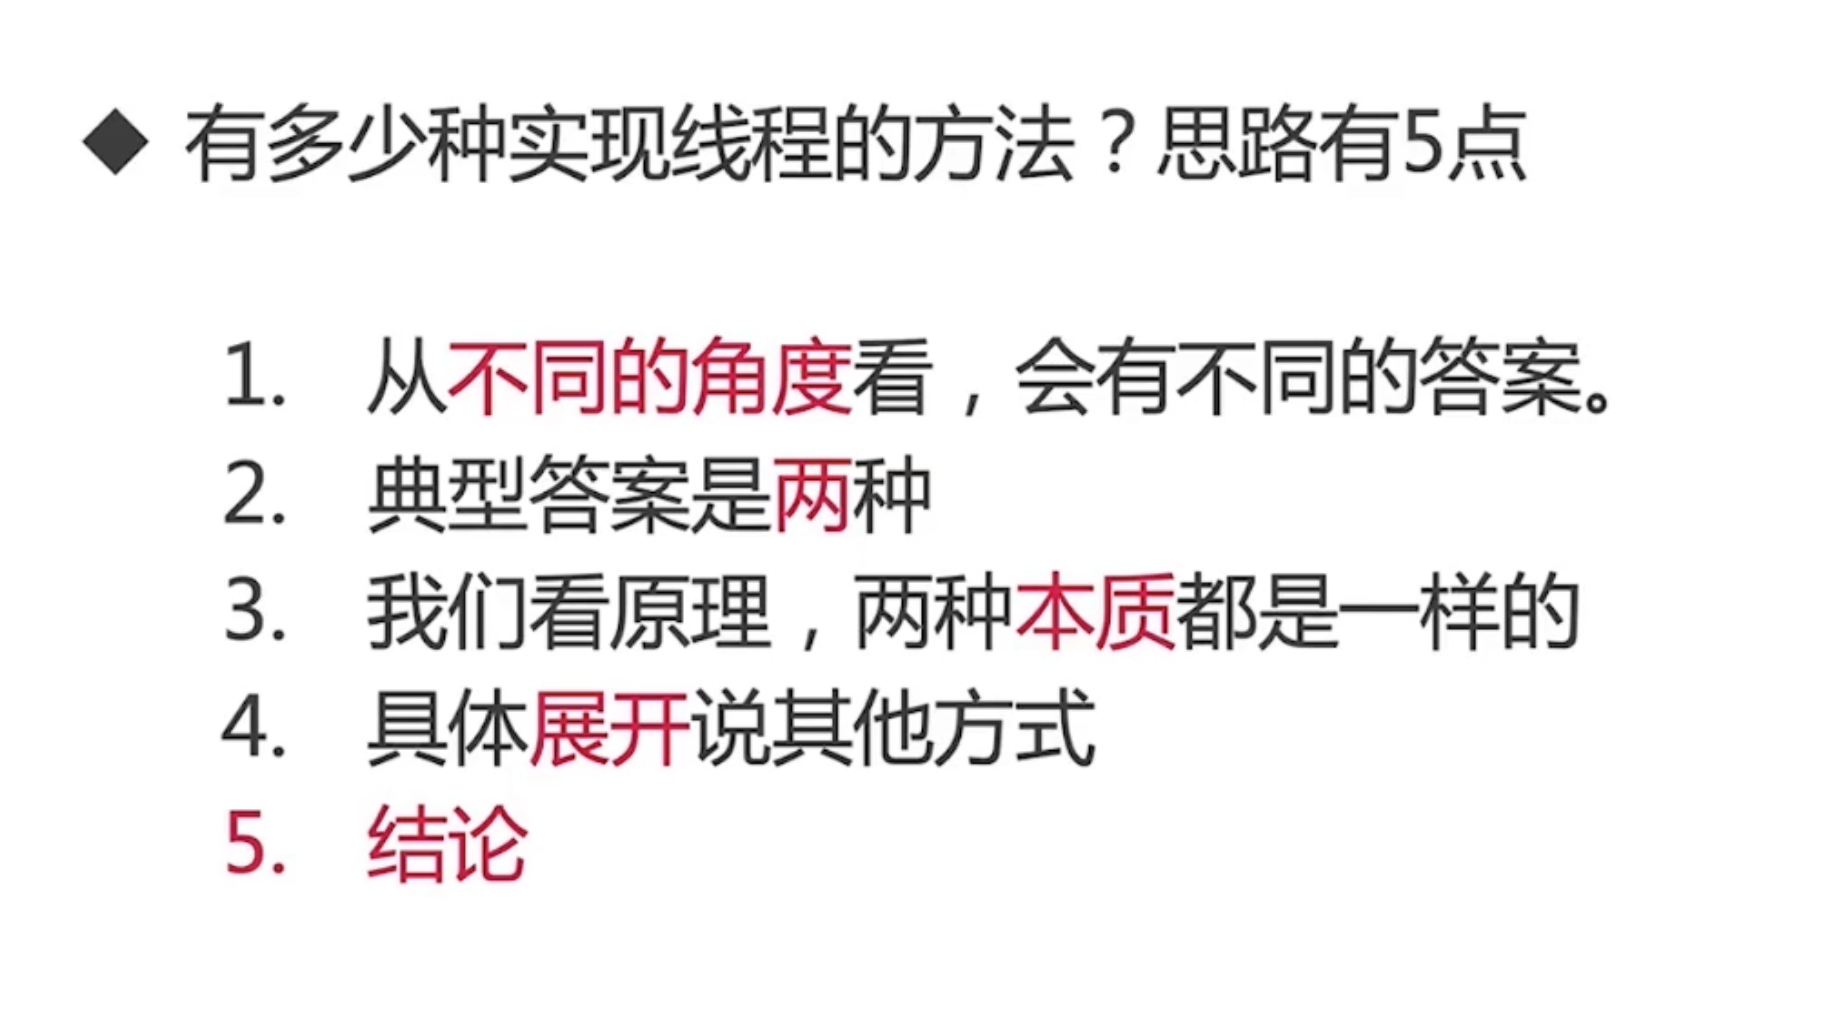 ◆ 有多少种实现线程的方法？思路有5点
1. 从不同的角度看，会有不同的答案。
2. 典型答案是两种
3. 我们看原理，两种本质都是一样的
4. 具体展开说其他方式
5. 结论